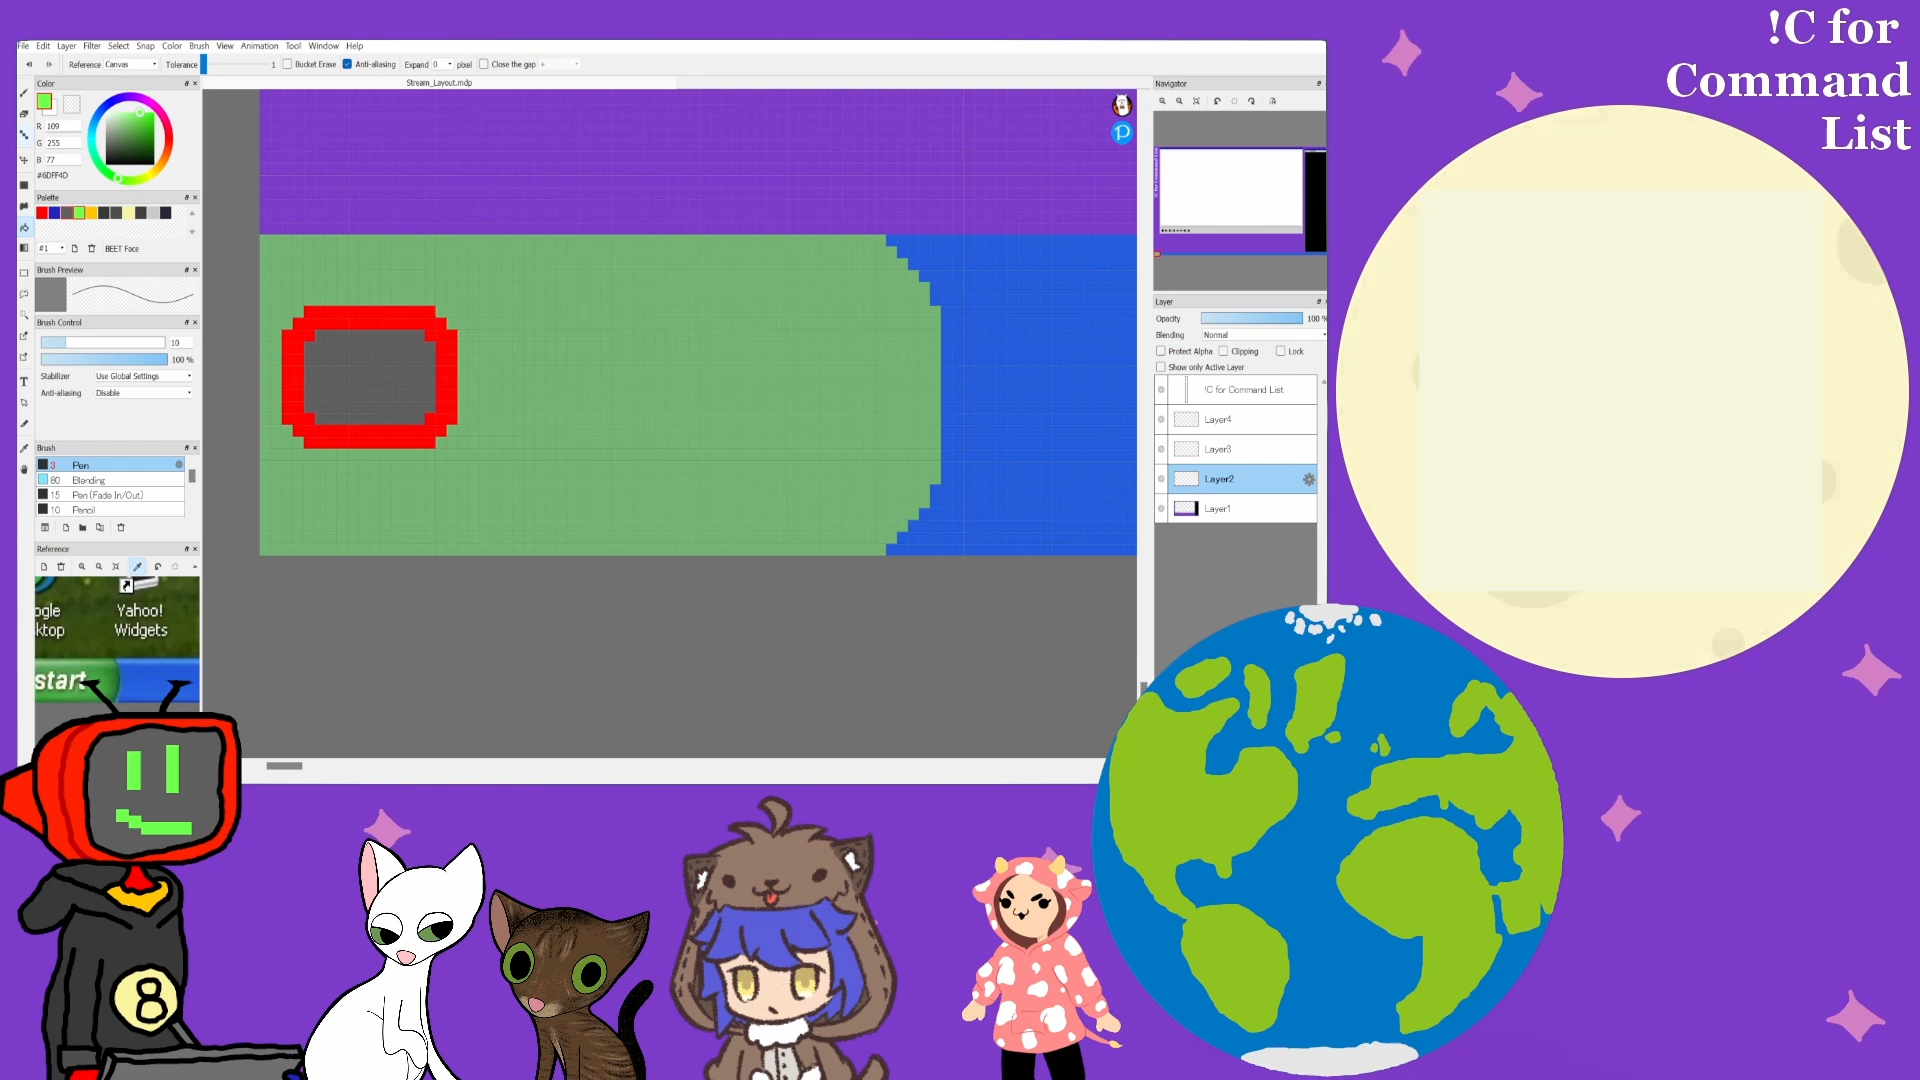 !C for
Command
List
File Edit Layer Filter Select Snap Color Brush View Animation Tool Window Help
Reference Canvas Tolerance 1 Bucket Erase Anti-aliasing Expand 0 pixel Close the gap +
Stream_Layout.mdp
Color
R 109
G 255
B 77
#6DFF4D
Palette
#1 BEET Face
Brush Preview
Brush Control
10
100 %
Stabilizer Use Global Settings
Anti-aliasing Disable
Brush
3 Pen
80 Blending
15 Pen (Fade In/Out)
10 Pencil
Reference
ogle
ktop
Yahoo!
Widgets
start
Navigator
Layer
Opacity 100 %
Blending Normal
Protect Alpha Clipping Lock
Show only Active Layer
!C for Command List
Layer4
Layer3
Layer2
Layer1
8